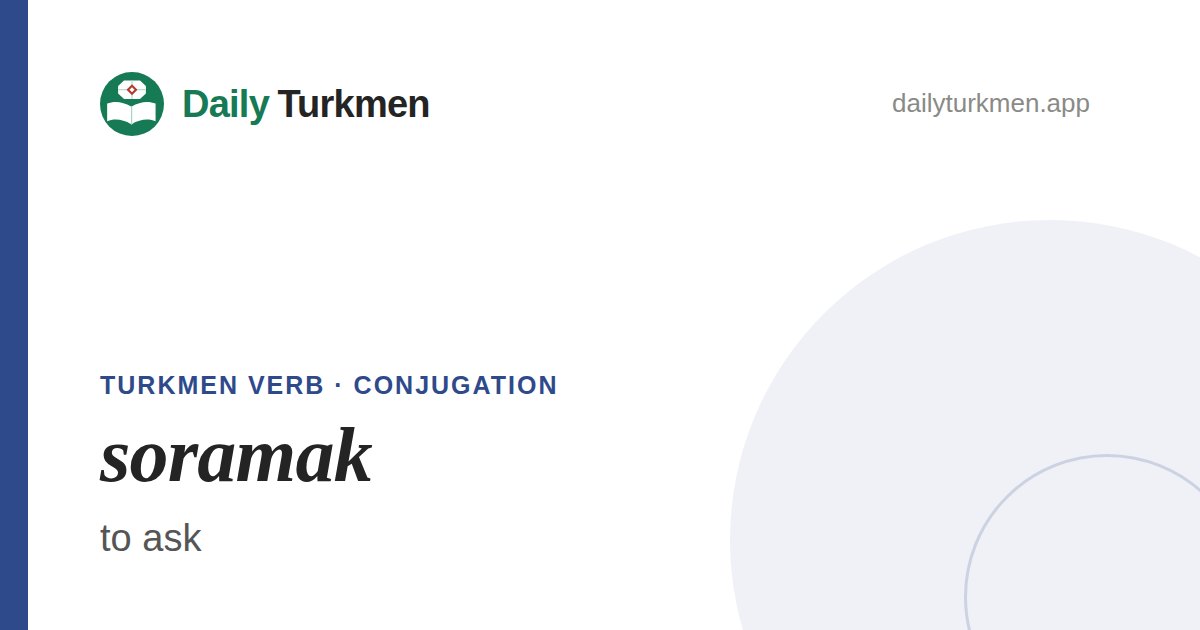 Daily Turkmen
dailyturkmen.app
TURKMEN VERB · CONJUGATION
soramak
to ask